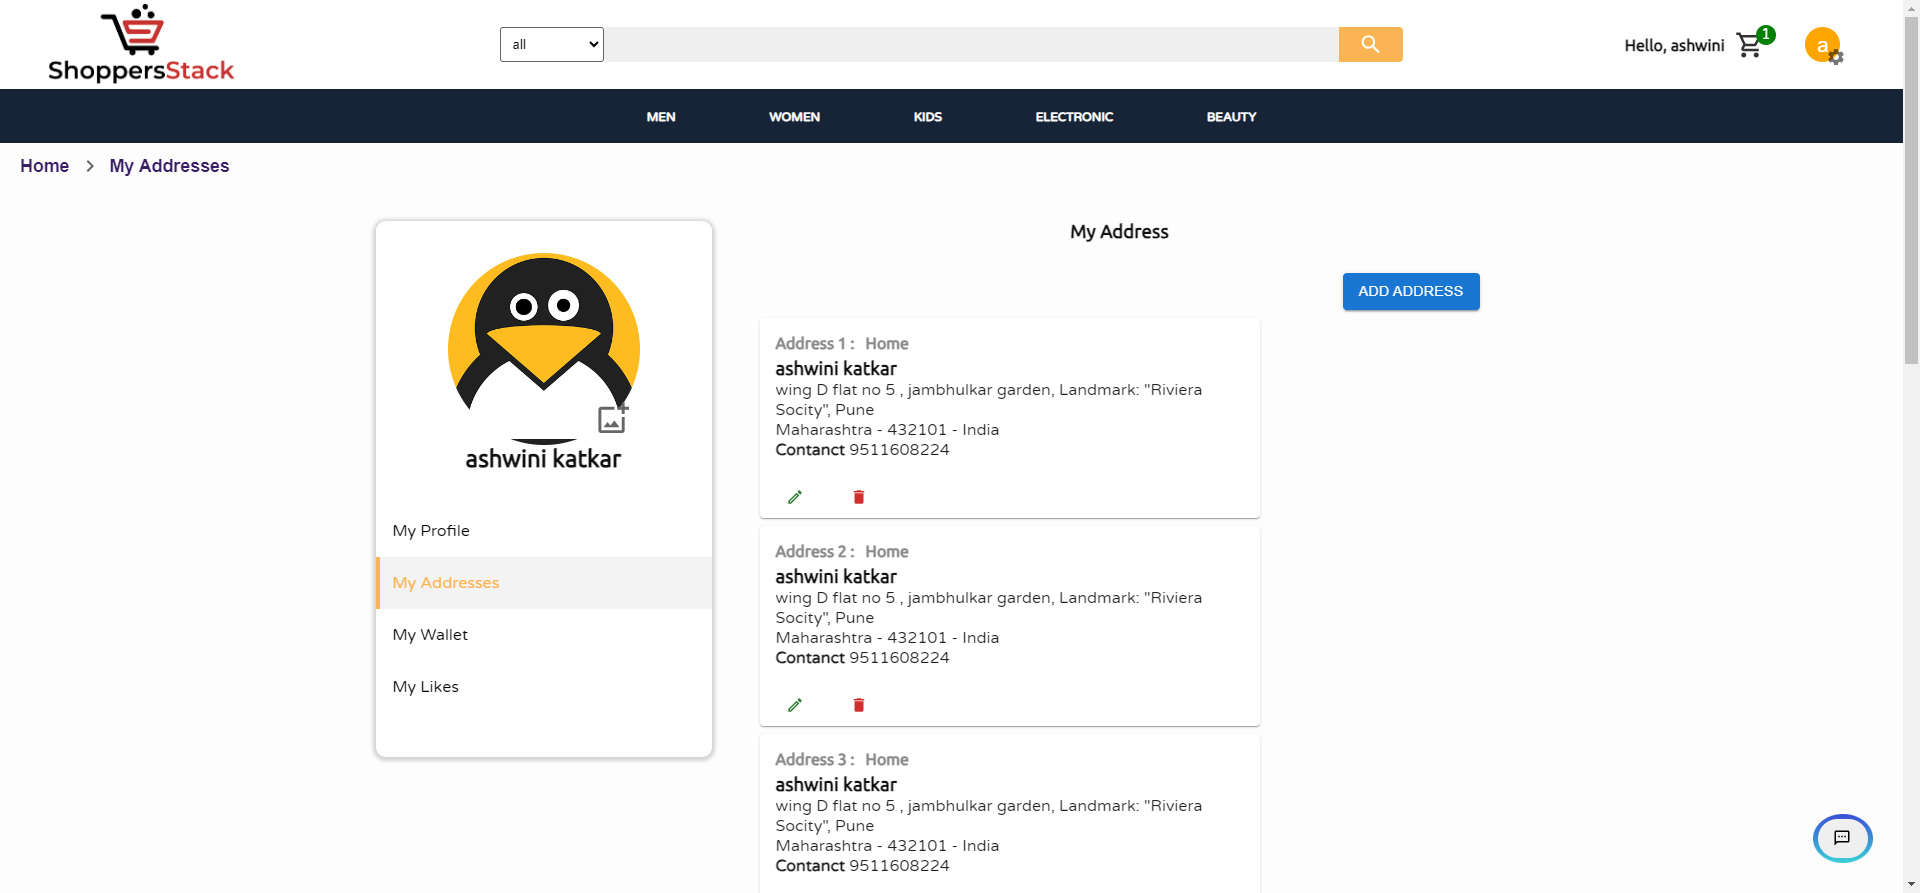 ShoppersStack
all
Hello, ashwini
1
a
MEN
WOMEN
KIDS
ELECTRONIC
BEAUTY
Home > My Addresses
ashwini katkar
My Profile
My Addresses
My Wallet
My Likes
My Address
ADD ADDRESS
Address 1 : Home
ashwini katkar
wing D flat no 5 , jambhulkar garden, Landmark: "Riviera
Socity", Pune
Maharashtra - 432101 - India
Contanct 9511608224
Address 2 : Home
ashwini katkar
wing D flat no 5 , jambhulkar garden, Landmark: "Riviera
Socity", Pune
Maharashtra - 432101 - India
Contanct 9511608224
Address 3 : Home
ashwini katkar
wing D flat no 5 , jambhulkar garden, Landmark: "Riviera
Socity", Pune
Maharashtra - 432101 - India
Contanct 9511608224